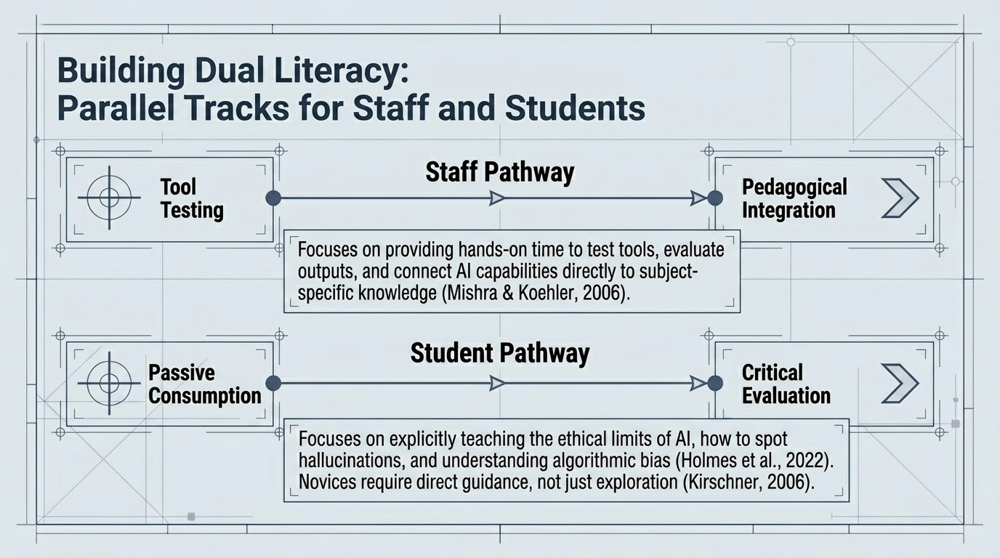 Building Dual Literacy:
Parallel Tracks for Staff and Students
Tool
Testing
Staff Pathway
Pedagogical
Integration
Focuses on providing hands-on time to test tools, evaluate
outputs, and connect AI capabilities directly to subject-
specific knowledge (Mishra & Koehler, 2006).
Passive
Consumption
Student Pathway
Critical
Evaluation
Focuses on explicitly teaching the ethical limits of AI, how to spot
hallucinations, and understanding algorithmic bias (Holmes et al., 2022).
Novices require direct guidance, not just exploration (Kirschner, 2006).